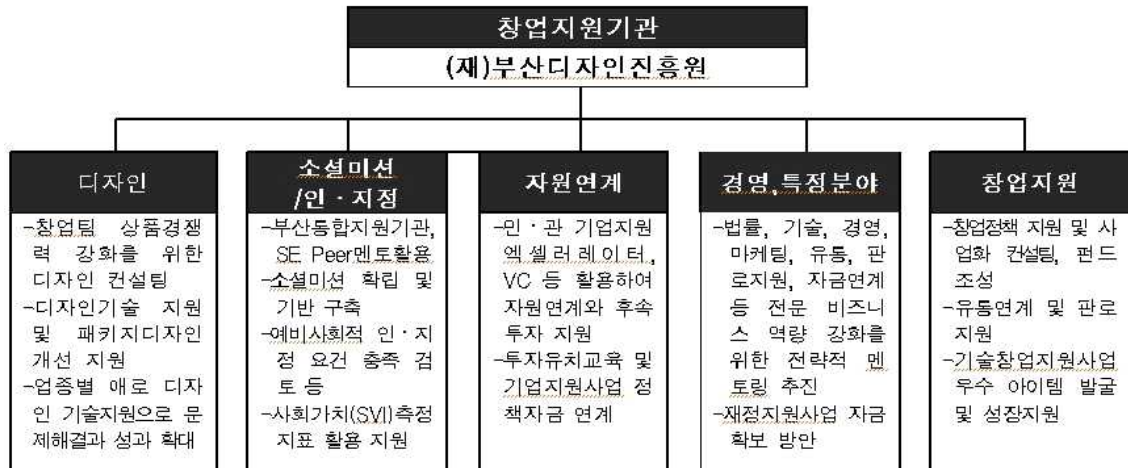 창업지원기관
(재)부산디자인진흥원
디자인
-창업팀 상품경쟁
력 강화를 위한
디자인 컨설팅
-디자인기술 지원
및 패키지디자인
개선 지원
-업종별 애로 디자
인 기술지원으로 문
제해결과 성과 확대
소셜미션
/인·지정
-부산통합지원기관,
SE Peer멘토활용
-소셜미션 확립 및
기반 구축
-예비사회적 인·지
정 요건 충족 검
토 등
-사회가치(SVI)측정
지표 활용 지원
자원연계
-민·관 기업지원
엑셀러레이터,
VC 등 활용하여
자원연계와 후속
투자 지원
-투자유치교육 및
기업지원사업 정
책자금 연계
경영,특정분야
-법률, 기술, 경영,
마케팅, 유통, 판
로지원, 자금연계
등 전문 비즈니
스 역량 강화를
위한 전략적 멘
토링 추진
-재정지원사업 자금
확보 방안
창업지원
-창업정책 지원 및 사
업화 컨설팅, 펀드
조성
-유통연계 및 판로
지원
-기술창업지원사업
우수 아이템 발굴
및 성장지원